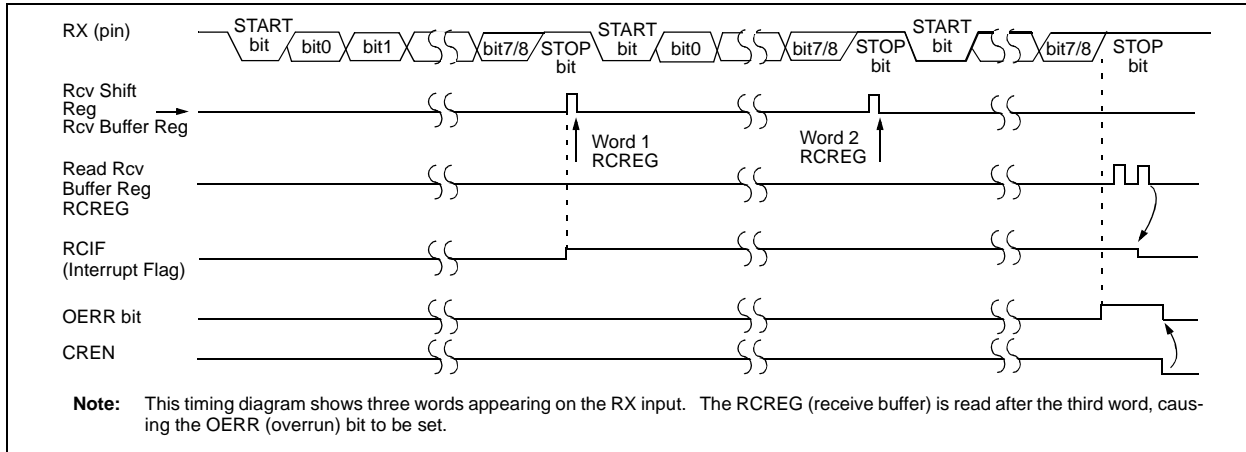 RX (pin)
START
bit
bit0
bit1
bit7/8
STOP
bit
START
bit
bit0
bit7/8
STOP
bit
START
bit
bit7/8
STOP
bit
Rcv Shift
Reg
Rcv Buffer Reg
Word 1
RCREG
Word 2
RCREG
Read Rcv
Buffer Reg
RCREG
RCIF
(Interrupt Flag)
OERR bit
CREN
Note: This timing diagram shows three words appearing on the RX input. The RCREG (receive buffer) is read after the third word, caus-
ing the OERR (overrun) bit to be set.